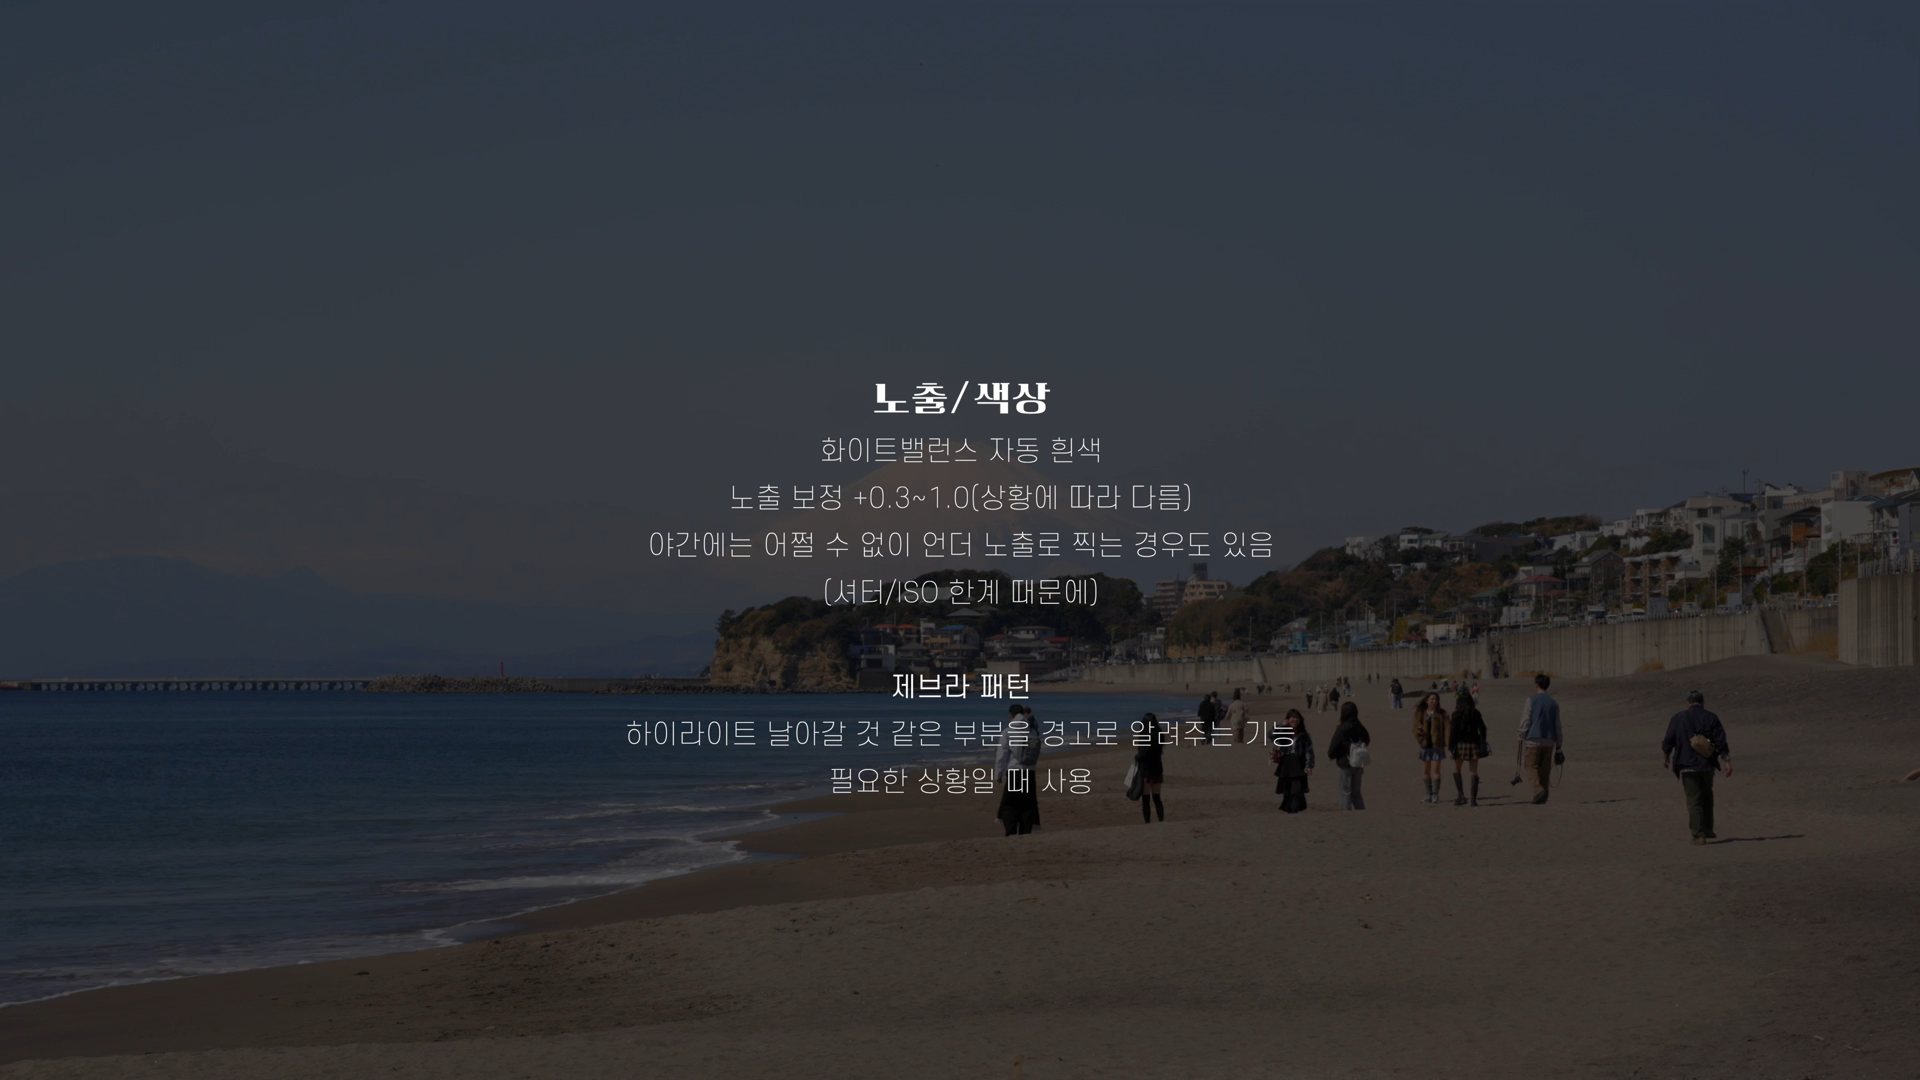 노출/색상
화이트밸런스 자동 흰색
노출 보정 +0.3~1.0(상황에 따라 다름)
야간에는 어쩔 수 없이 언더 노출로 찍는 경우도 있음
(셔터/ISO 한계 때문에)
제브라 패턴
하이라이트 날아갈 것 같은 부분을 경고로 알려주는 기능
필요한 상황일 때 사용